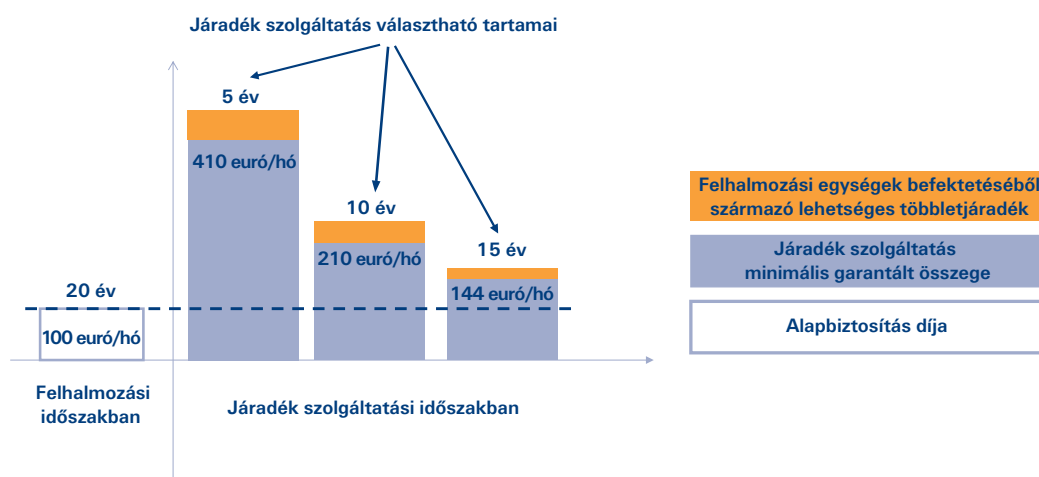 Járadék szolgáltatás választható tartamai
5 év
410 euró/hó
10 év
210 euró/hó
15 év
144 euró/hó
20 év
100 euró/hó
Felhalmozási
időszakban
Járadék szolgáltatási időszakban
Felhalmozási egységek befektetéséből
származó lehetséges többletjáradék
Járadék szolgáltatás
minimális garantált összege
Alapbiztosítás díja